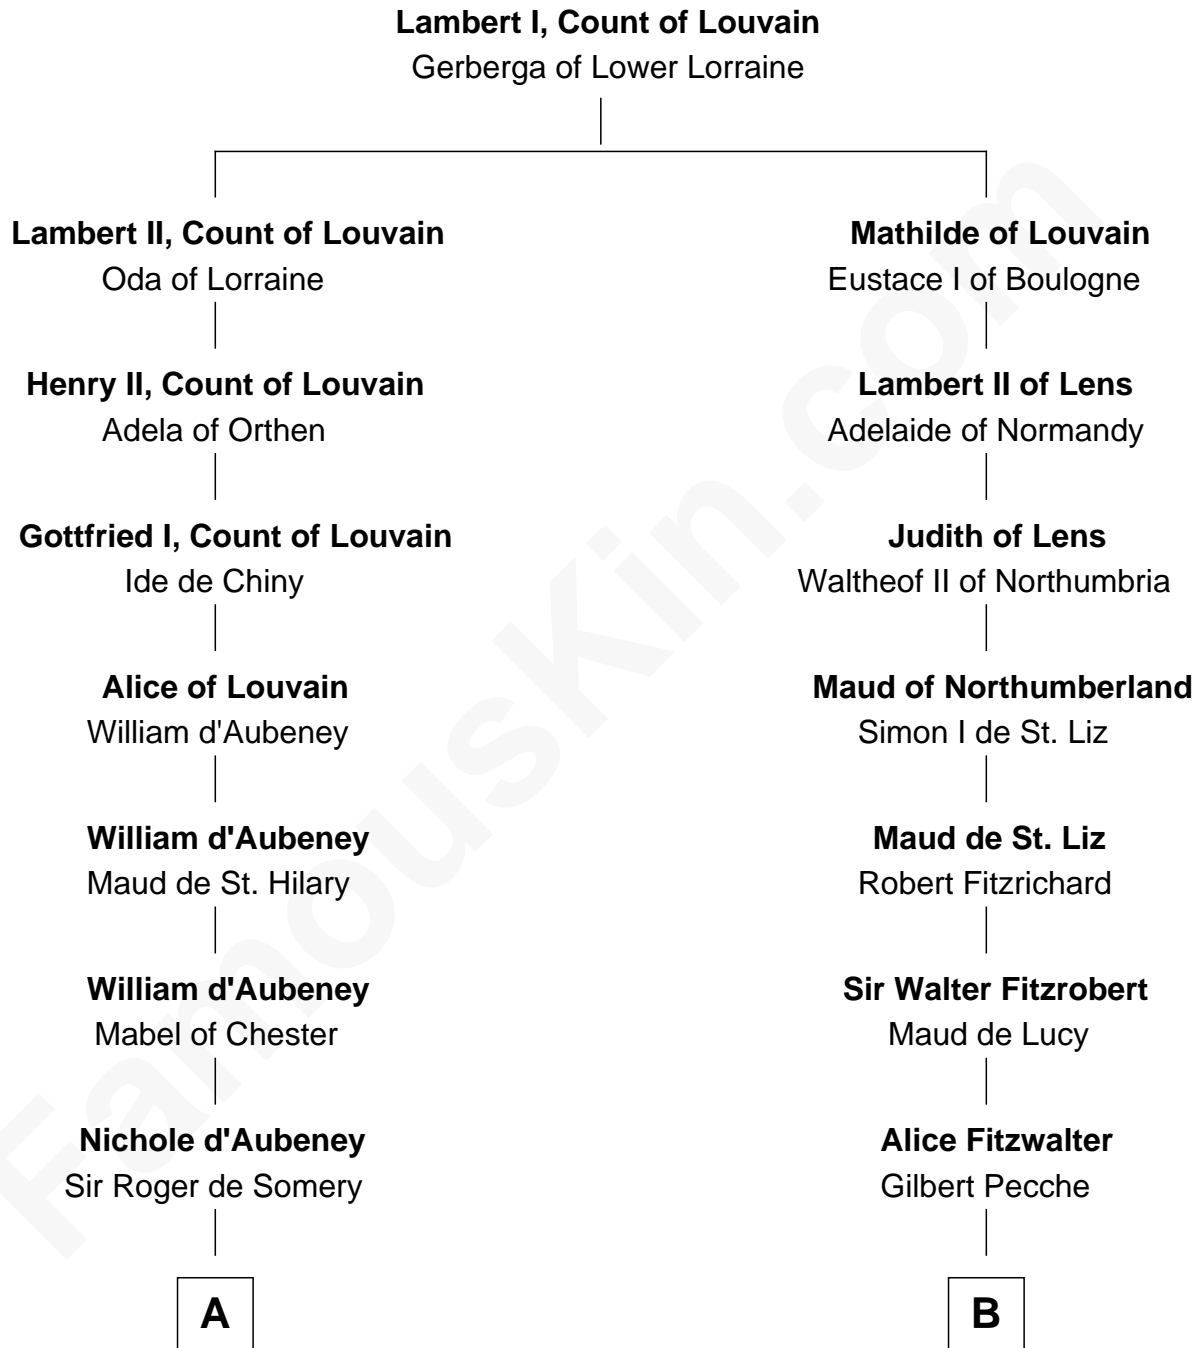 Lambert I, Count of Louvain
Gerberga of Lower Lorraine
Lambert II, Count of Louvain
Oda of Lorraine
Mathilde of Louvain
Eustace I of Boulogne
Henry II, Count of Louvain
Adela of Orthen
Lambert II of Lens
Adelaide of Normandy
Gottfried I, Count of Louvain
Ide de Chiny
Judith of Lens
Waltheof II of Northumbria
Alice of Louvain
William d'Aubeney
Maud of Northumberland
Simon I de St. Liz
William d'Aubeney
Maud de St. Hilary
Maud de St. Liz
Robert Fitzrichard
William d'Aubeney
Mabel of Chester
Sir Walter Fitzrobert
Maud de Lucy
Nichole d'Aubeney
Sir Roger de Somery
Alice Fitzwalter
Gilbert Pecche
A
B
FamousKin.com